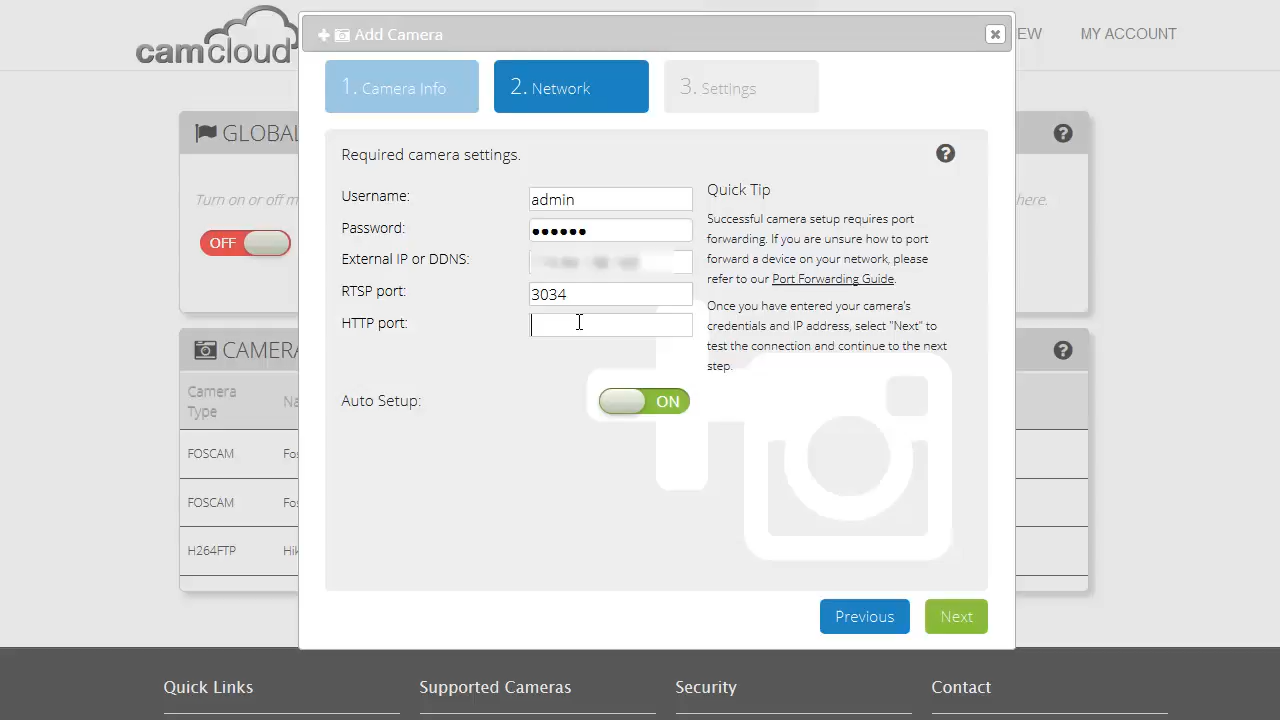 camcloud
EW
MY ACCOUNT
Add Camera
1. Camera Info
2. Network
3. Settings
GLOBAL
Turn on or off m
here.
OFF
Required camera settings.
Username:
admin
Password:
External IP or DDNS:
RTSP port:
3034
HTTP port:
Auto Setup:
ON
Quick Tip
Successful camera setup requires port
forwarding. If you are unsure how to port
forward a device on your network, please
refer to our Port Forwarding Guide.
Once you have entered your camera's
credentials and IP address, select "Next" to
test the connection and continue to the next
step.
CAMERA
Camera
Type
Na
FOSCAM
Fos
FOSCAM
Fos
H264FTP
Hik
Previous
Next
Quick Links
Supported Cameras
Security
Contact